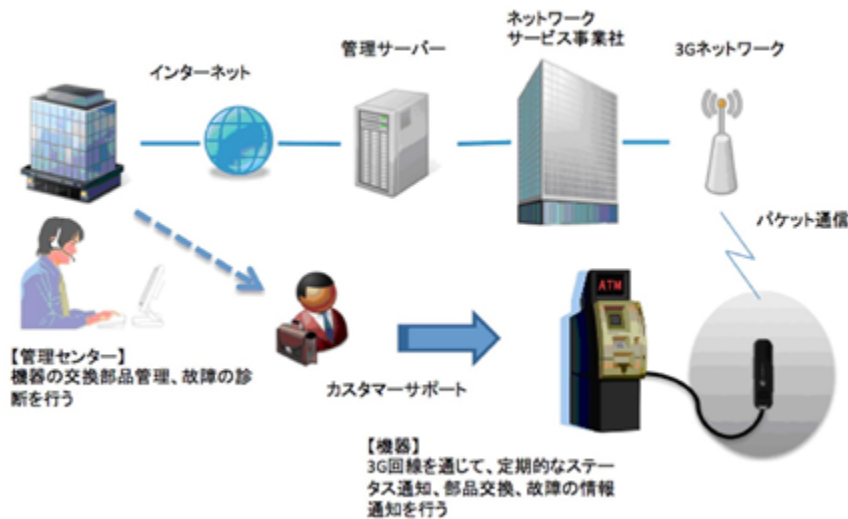 ネットワーク
サービス事業社
管理サーバー
3Gネットワーク
インターネット
パケット通信
ATM
【管理センター】
機器の交換部品管理、故障の診
断を行う
カスタマーサポート
【機器】
3G回線を通じて、定期的なステー
タス通知、部品交換、故障の情報
通知を行う